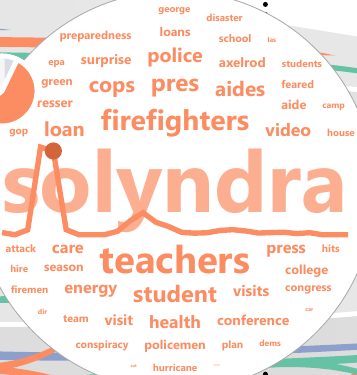 george
disaster
preparedness loans school las
epa surprise police axelrod students
green cops pres aides feared
resser aide camp
gop loan firefighters video house
solyndra
attack care teachers press hits
hire season college
firemen energy student visits congress
dir car
team visit health conference
conspiracy policemen plan dems
hurricane